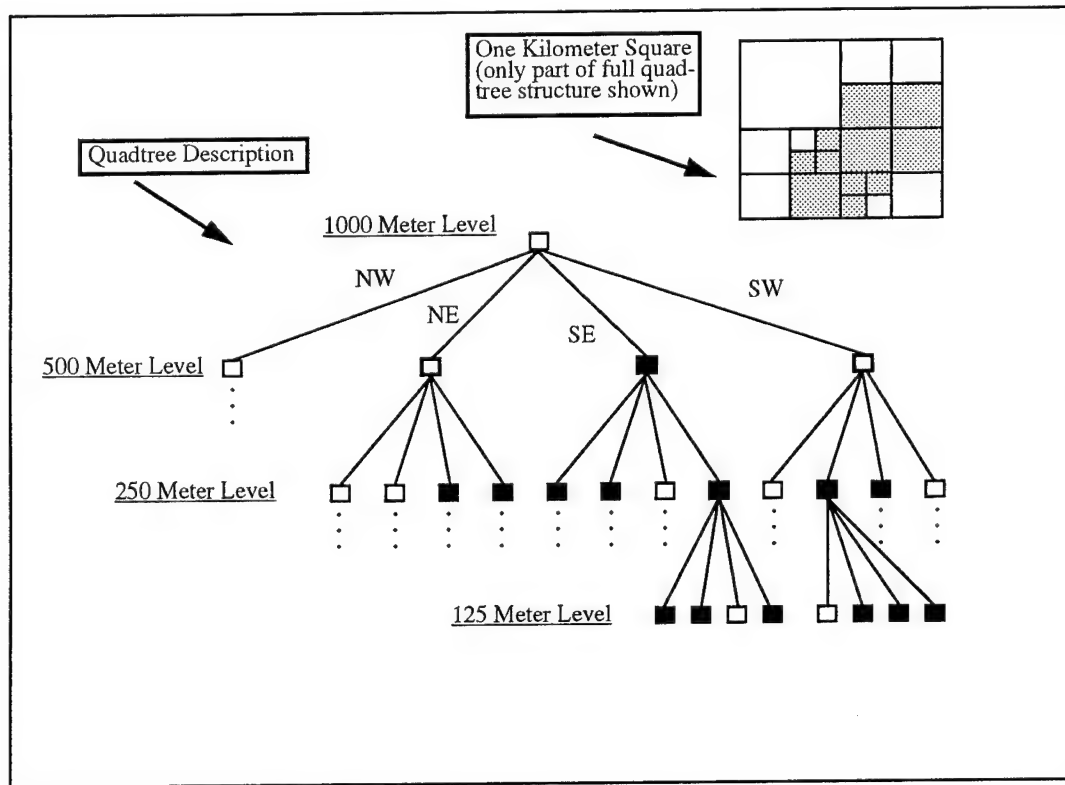 One Kilometer Square
(only part of full quad-
tree structure shown)
Quadtree Description
1000 Meter Level
NW
NE
SE
SW
500 Meter Level
250 Meter Level
125 Meter Level